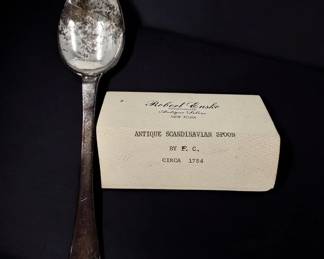 Robert Ensko
Antique Silver
NEW YORK
ANTIQUE SCANDINAVIAN SPOON
BY F. C.
CIRCA 1754